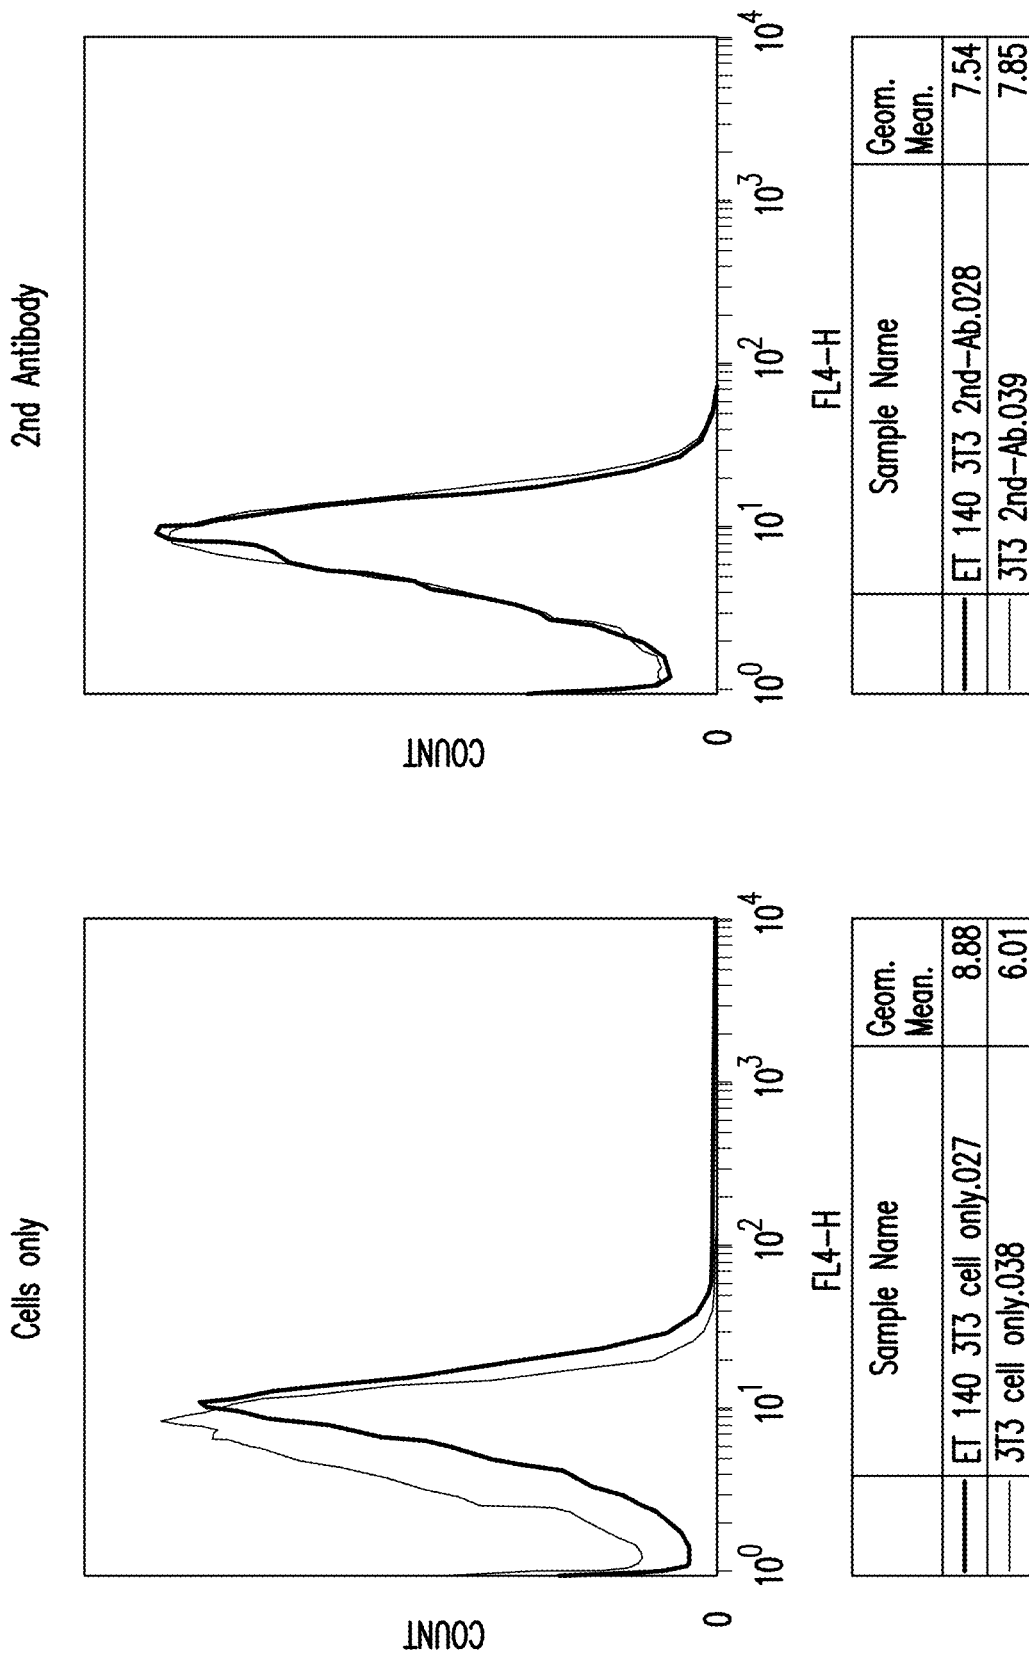 Cells only
COUNT
0
10^0 10^1 10^2 10^3 10^4
FL4-H
Sample Name Geom. Mean.
ET 140 3T3 cell only.027 8.88
3T3 cell only.038 6.01
2nd Antibody
COUNT
0
10^0 10^1 10^2 10^3 10^4
FL4-H
Sample Name Geom. Mean.
ET 140 3T3 2nd-Ab.028 7.54
3T3 2nd-Ab.039 7.85